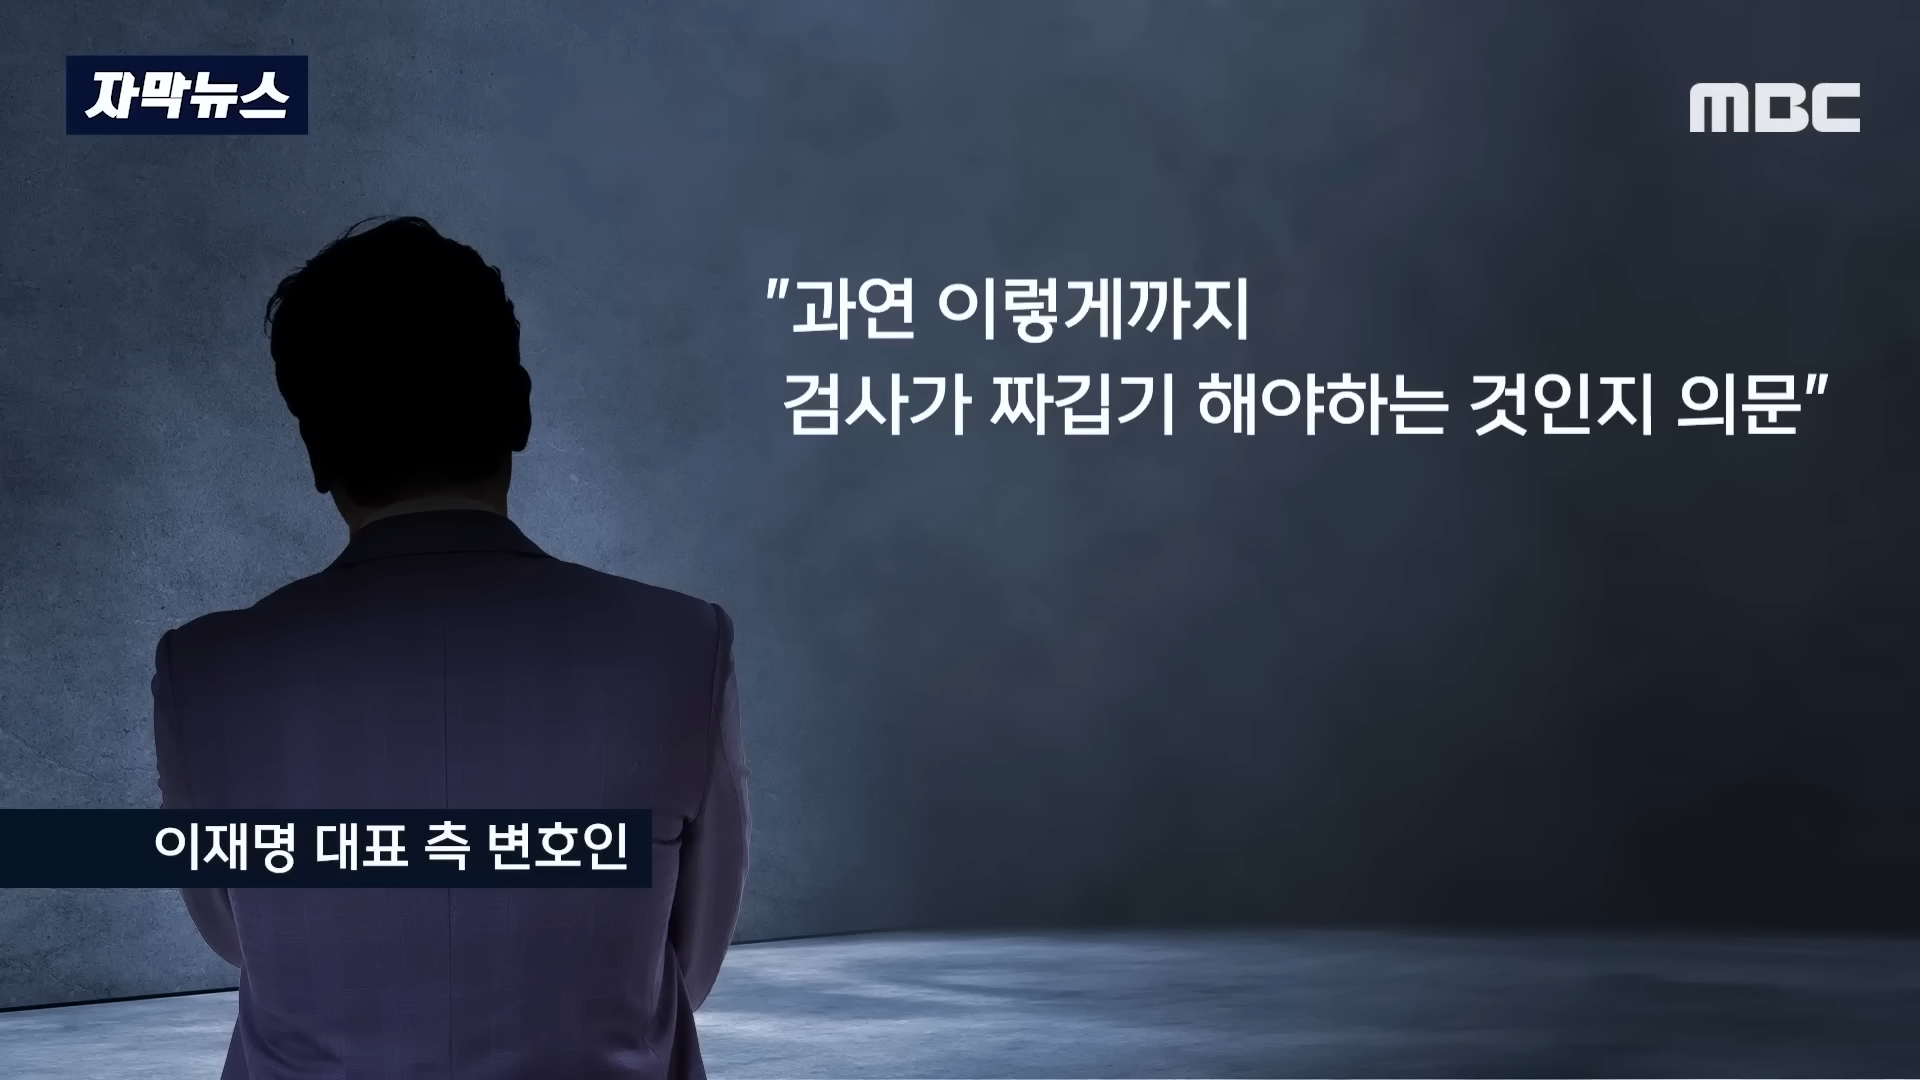 자막뉴스
MBC
"과연 이렇게까지
검사가 짜깁기 해야하는 것인지 의문"
이재명 대표 측 변호인